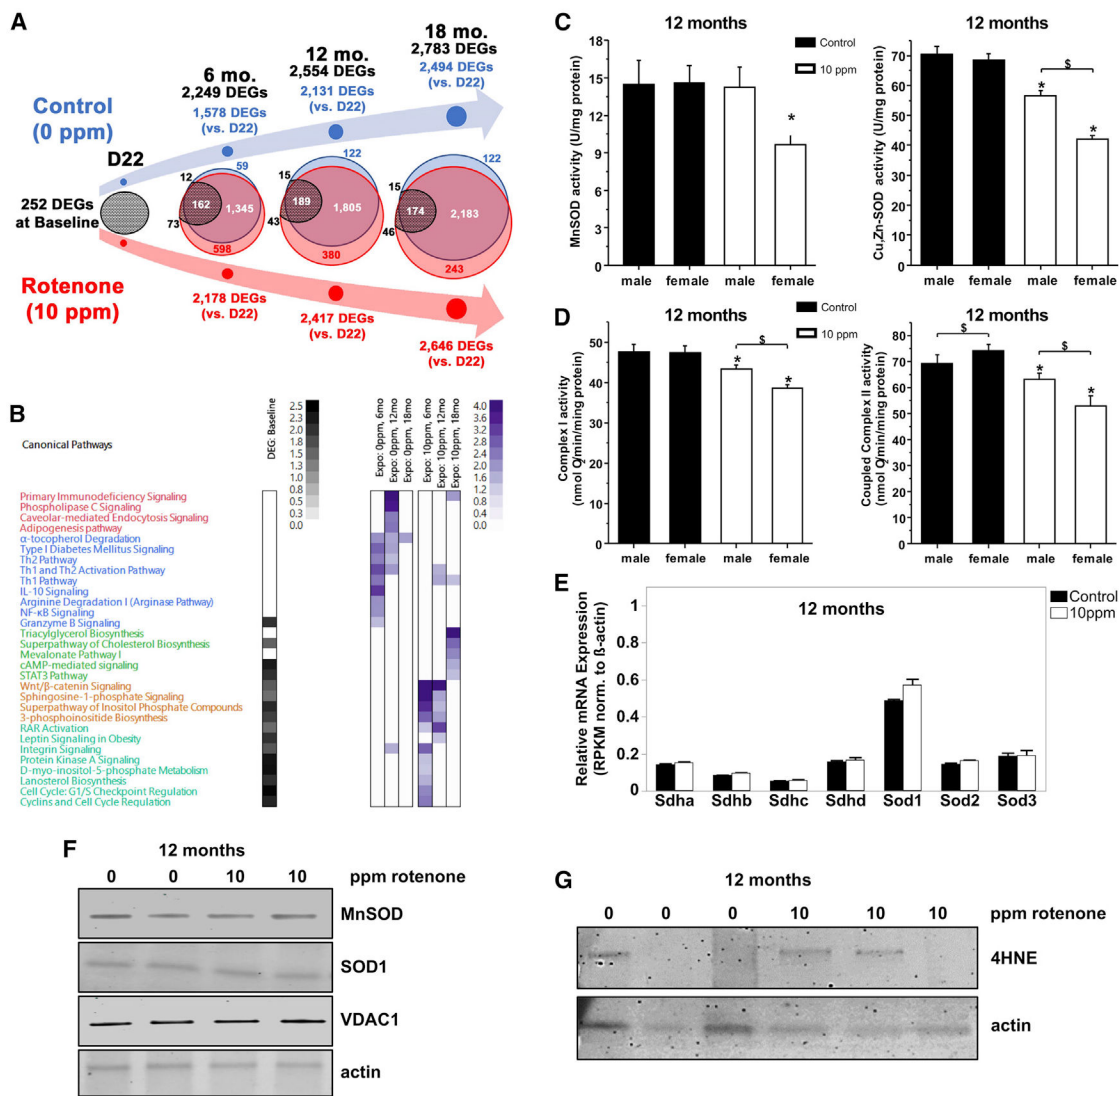 A
18 mo.
2,783 DEGs
2,494 DEGs
(vs. D22)
12 mo.
2,554 DEGs
2,131 DEGs
(vs. D22)
6 mo.
2,249 DEGs
1,578 DEGs
(vs. D22)
Control
(0 ppm)
D22
252 DEGs
at Baseline
12
59
162
1,345
73
598
15
122
189
1,805
43
380
15
122
174
2,183
46
243
Rotenone
(10 ppm)
2,178 DEGs
(vs. D22)
2,417 DEGs
(vs. D22)
2,646 DEGs
(vs. D22)
B
Canonical Pathways
DEG: Baseline
2.5
2.3
2.0
1.8
1.5
1.3
1.0
0.8
0.5
0.3
0.0
Expo: 0ppm, 6mo
Expo: 0ppm, 12mo
Expo: 0ppm, 18mo
Expo: 10ppm, 6mo
Expo: 10ppm, 12mo
Expo: 10ppm, 18mo
4.0
3.6
3.2
2.8
2.4
2.0
1.6
1.2
0.8
0.4
0.0
Primary Immunodeficiency Signaling
Phospholipase C Signaling
Caveolar-mediated Endocytosis Signaling
Adipogenesis pathway
α-tocopherol Degradation
Type I Diabetes Mellitus Signaling
Th2 Pathway
Th1 and Th2 Activation Pathway
Th1 Pathway
IL-10 Signaling
Arginine Degradation I (Arginase Pathway)
NF-κB Signaling
Granzyme B Signaling
Triacylglycerol Biosynthesis
Superpathway of Cholesterol Biosynthesis
Mevalonate Pathway I
cAMP-mediated signaling
STAT3 Pathway
Wnt/β-catenin Signaling
Sphingosine-1-phosphate Signaling
Superpathway of Inositol Phosphate Compounds
3-phosphoinositide Biosynthesis
RAR Activation
Leptin Signaling in Obesity
Integrin Signaling
Protein Kinase A Signaling
D-myo-inositol-5-phosphate Metabolism
Lanosterol Biosynthesis
Cell Cycle: G1/S Checkpoint Regulation
Cyclins and Cell Cycle Regulation
C
12 months
MnSOD activity (U/mg protein)
18
15
12
9
6
3
0
*
male female male female
Control
10 ppm
12 months
Cu,Zn-SOD activity (U/mg protein)
75
60
45
30
15
0
* $ *
male female male female
D
12 months
Complex I activity
(nmol O2/min/ming protein)
50
40
30
20
10
0
* $ *
male female male female
Control
10 ppm
12 months
Coupled Complex II activity
(nmol O2/min/ming protein)
80
70
60
50
40
30
20
10
0
$ * $ *
male female male female
E
12 months
Control
10ppm
Relative mRNA Expression
(RPKM norm. to ß-actin)
1
0.8
0.6
0.4
0.2
0
Sdha Sdhb Sdhc Sdhd Sod1 Sod2 Sod3
F
12 months
0 0 10 10 ppm rotenone
MnSOD
SOD1
VDAC1
actin
G
12 months
0 0 0 10 10 10 ppm rotenone
4HNE
actin